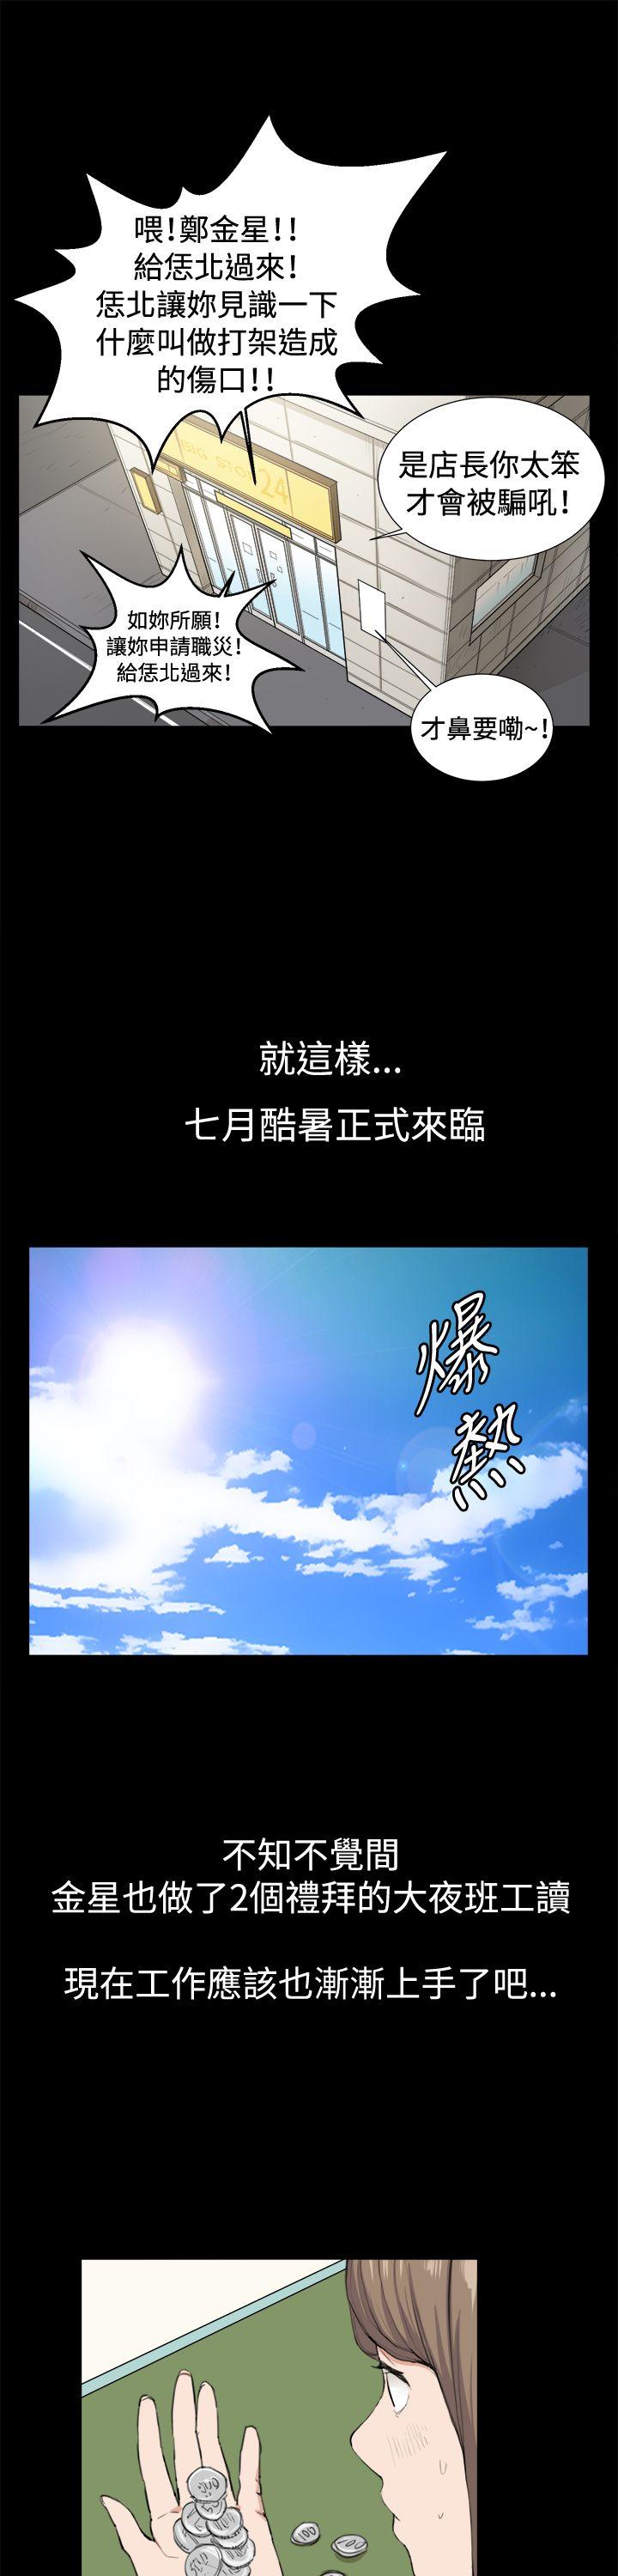 喂!鄭金星!!
給恁北過來!
恁北讓妳見識一下
什麼叫做打架造成
的傷口!!
BIG STO
24
是店長你太笨
才會被騙吼!
如妳所願!
讓妳申請職災!
給恁北過來!
才鼻要嘞~!
就這樣...
七月酷暑正式來臨
爆熱
不知不覺間
金星也做了2個禮拜的大夜班工讀
現在工作應該也漸漸上手了吧...
100
100
100